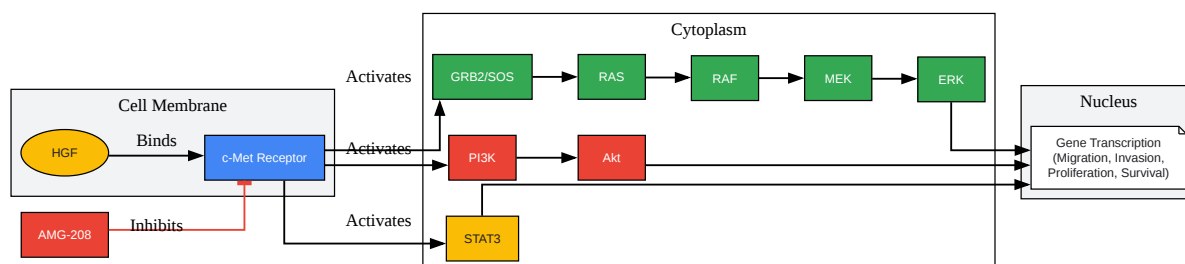 Cytoplasm
Activates
GRB2/SOS
RAS
RAF
MEK
ERK
Cell Membrane
Nucleus
HGF
Binds
c-Met Receptor
Activates
PI3K
Akt
Gene Transcription
(Migration, Invasion,
Proliferation, Survival)
AMG-208
Inhibits
Activates
STAT3